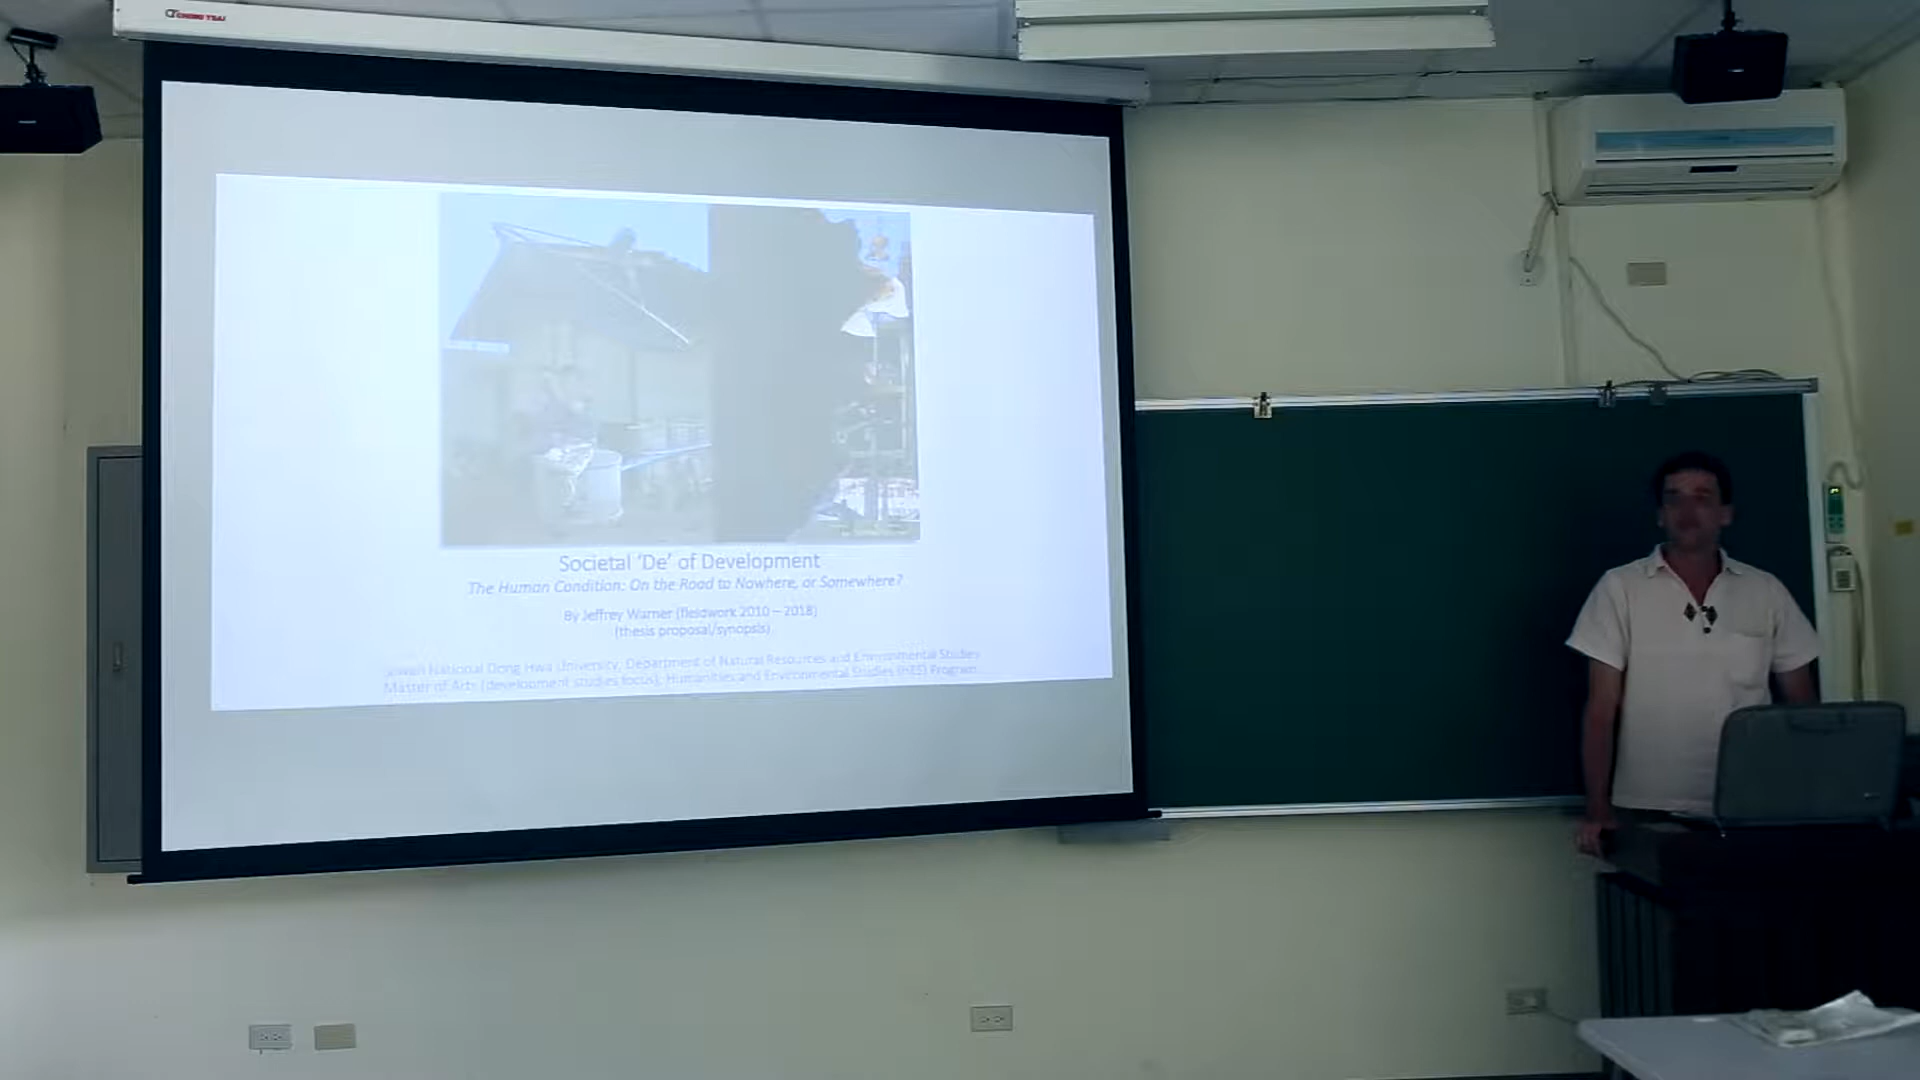 CHING TSAI
Societal ‘De’ of Development
The Human Condition: On the Road to Nowhere, or Somewhere?
By Jeffrey Warner (fieldwork 2010 – 2018)
(thesis proposal/synopsis)
National Dong Hwa University, Department of Natural Resources and Environmental Studies
Master of Arts (development studies focus), Humanities and Environmental Studies Program